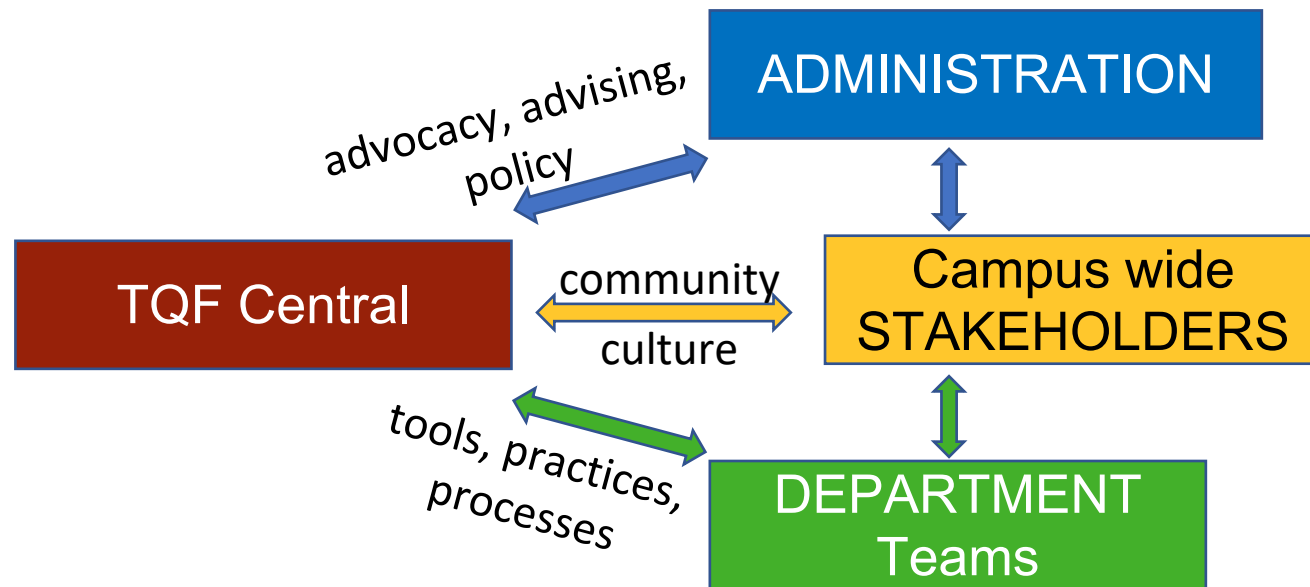 ADMINISTRATION
advocacy, advising,
policy
TQF Central
community
culture
Campus wide
STAKEHOLDERS
tools, practices,
processes
DEPARTMENT
Teams